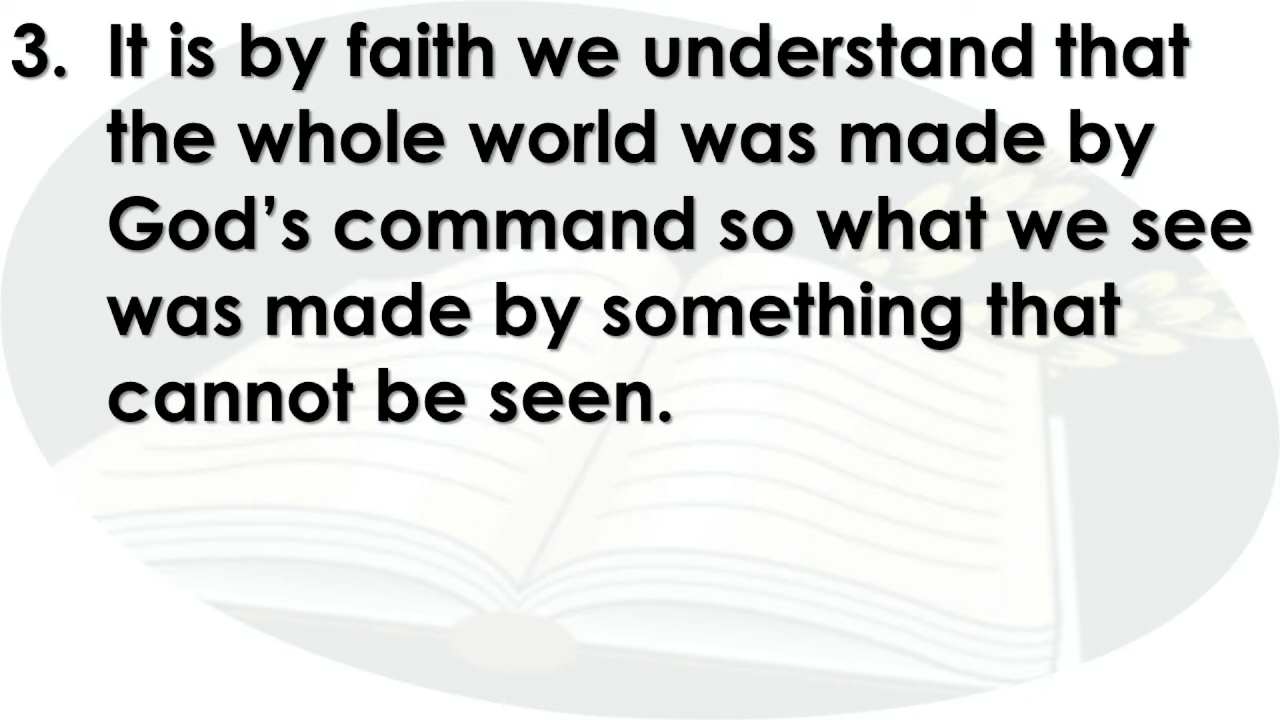 3. It is by faith we understand that
the whole world was made by
God’s command so what we see
was made by something that
cannot be seen.